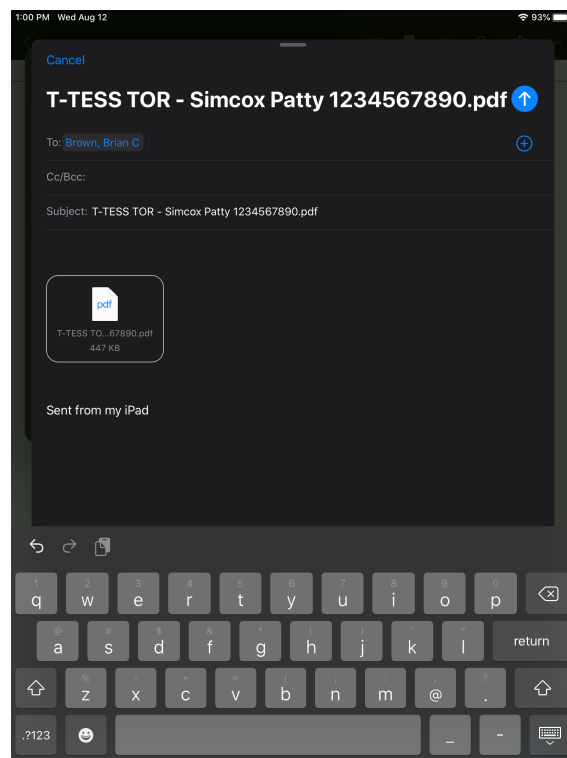 1:00 PM Wed Aug 12 93%
Cancel
T-TESS TOR - Simcox Patty 1234567890.pdf
To: Brown, Brian C
Cc/Bcc:
Subject: T-TESS TOR - Simcox Patty 1234567890.pdf
pdf
T-TESS TO...67890.pdf
447 KB
Sent from my iPad
1 2 3 4 5 6 7 8 9 0
q w e r t y u i o p
@ # $ & * ( ) ' "
a s d f g h j k l return
% - + = / ; : , ?
z x c v b n m @ .
.?123 _ -